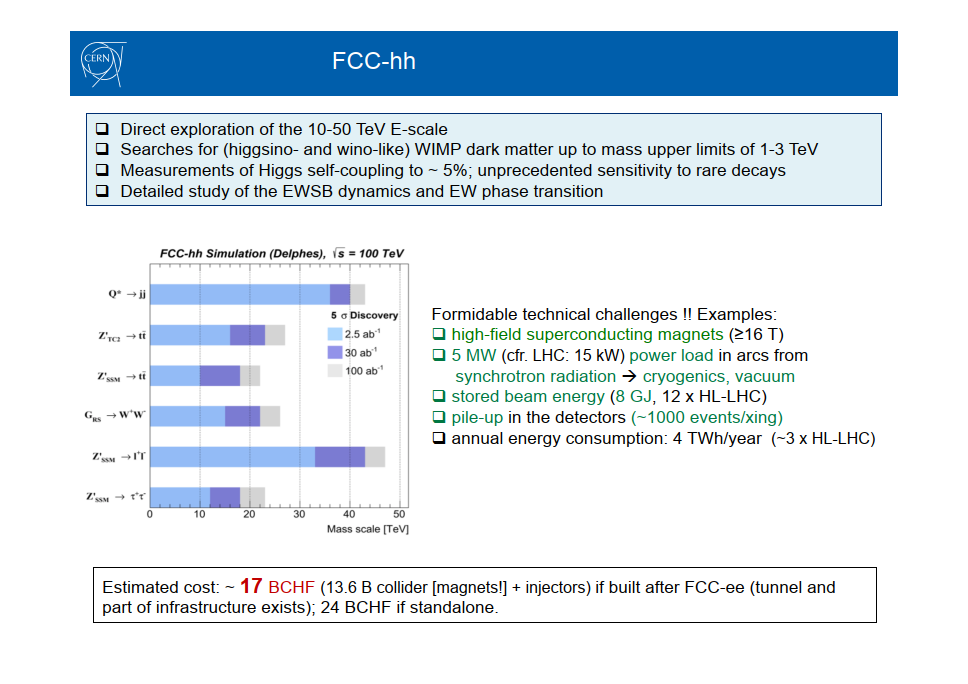 CERN
FCC-hh
❑ Direct exploration of the 10-50 TeV E-scale
❑ Searches for (higgsino- and wino-like) WIMP dark matter up to mass upper limits of 1-3 TeV
❑ Measurements of Higgs self-coupling to ~ 5%; unprecedented sensitivity to rare decays
❑ Detailed study of the EWSB dynamics and EW phase transition
FCC-hh Simulation (Delphes), √s = 100 TeV
Q* → jj
Z'TC2 → tt̄
Z'SSM → tt̄
GRS → W⁺W⁻
Z'SSM → l⁺l⁻
Z'SSM → τ⁺τ⁻
5 σ Discovery
2.5 ab⁻¹
30 ab⁻¹
100 ab⁻¹
0 10 20 30 40 50
Mass scale [TeV]
Formidable technical challenges !! Examples:
❑ high-field superconducting magnets (≥16 T)
❑ 5 MW (cfr. LHC: 15 kW) power load in arcs from
synchrotron radiation → cryogenics, vacuum
❑ stored beam energy (8 GJ, 12 x HL-LHC)
❑ pile-up in the detectors (~1000 events/xing)
❑ annual energy consumption: 4 TWh/year (~3 x HL-LHC)
Estimated cost: ~ 17 BCHF (13.6 B collider [magnets!] + injectors) if built after FCC-ee (tunnel and
part of infrastructure exists); 24 BCHF if standalone.